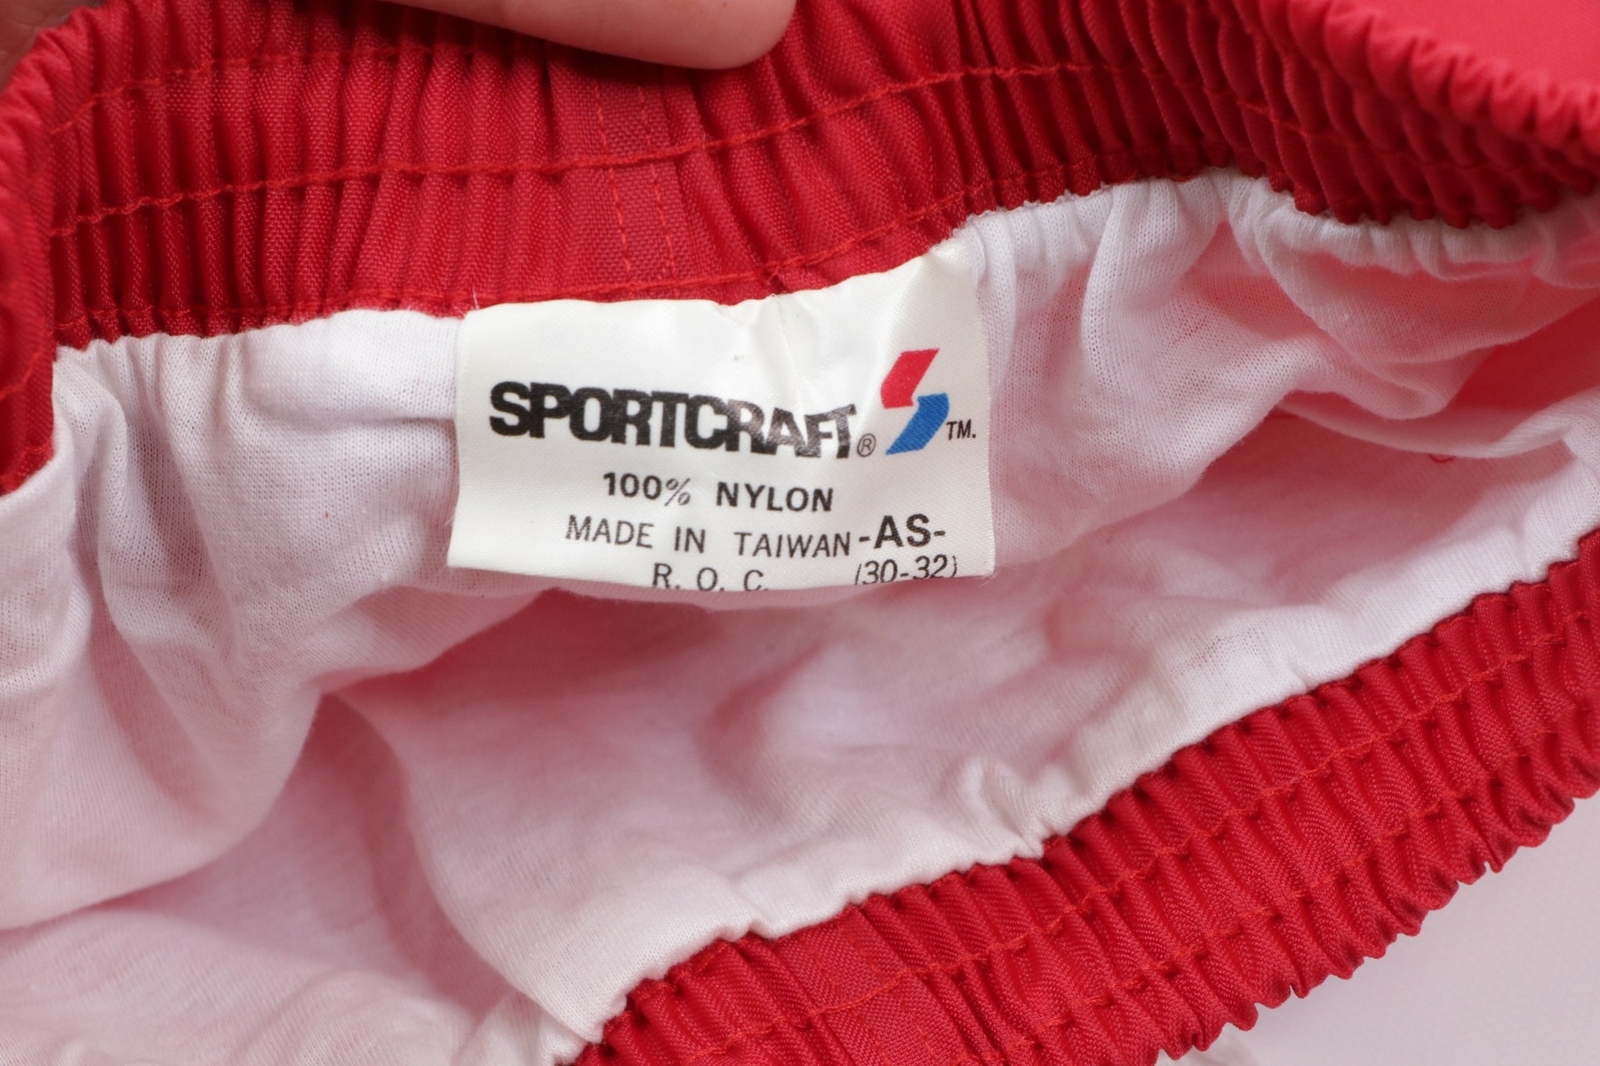 SPORTCRAFT® TM.
100% NYLON
MADE IN TAIWAN -AS-
R. O. C. (30-32)